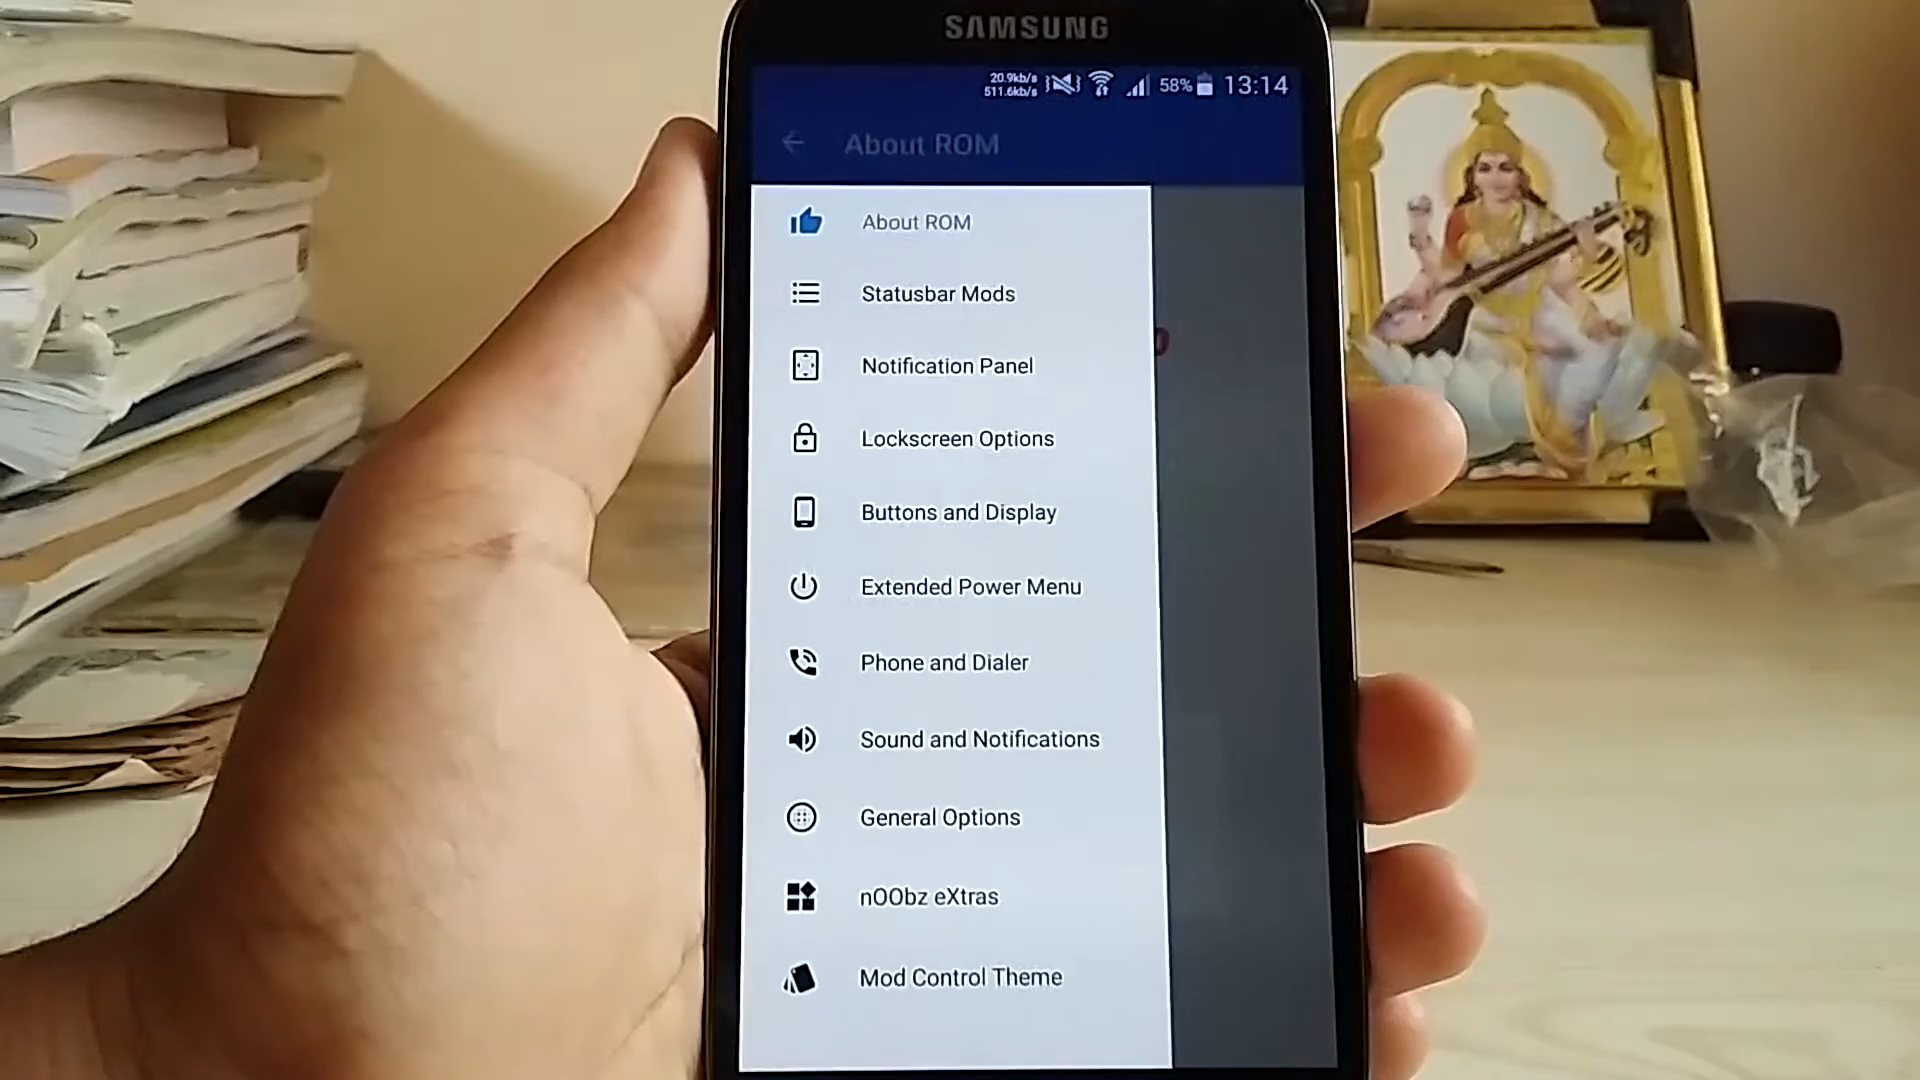 SAMSUNG
20.9kb/s
511.6kb/s
58%
13:14
About ROM
About ROM
Statusbar Mods
Notification Panel
Lockscreen Options
Buttons and Display
Extended Power Menu
Phone and Dialer
Sound and Notifications
General Options
nOObz eXtras
Mod Control Theme